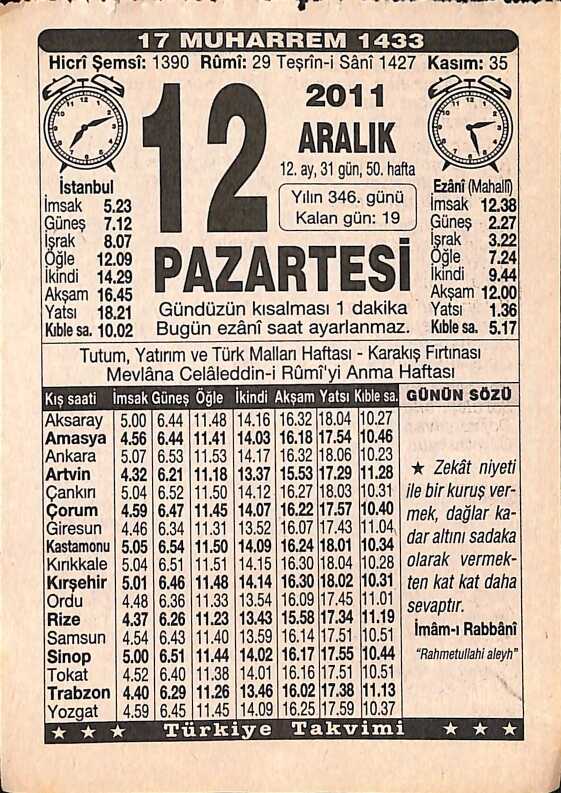 17 MUHARREM 1433
Hicrî Şemsî: 1390 Rûmî: 29 Teşrîn-i Sânî 1427 Kasım: 35
12
2011
ARALIK
12. ay, 31 gün, 50. hafta
Yılın 346. günü
Kalan gün: 19
PAZARTESİ
Gündüzün kısalması 1 dakika
Bugün ezânî saat ayarlanmaz.
İstanbul
İmsak 5.23
Güneş 7.12
İşrak 8.07
Öğle 12.09
İkindi 14.29
Akşam 16.45
Yatsı 18.21
Kıble sa. 10.02
Ezânî (Mahallî)
İmsak 12.38
Güneş 2.27
İşrak 3.22
Öğle 7.24
İkindi 9.44
Akşam 12.00
Yatsı 1.36
Kıble sa. 5.17
Tutum, Yatırım ve Türk Malları Haftası - Karakış Fırtınası
Mevlâna Celâleddin-i Rûmî'yi Anma Haftası
Kış saati İmsak Güneş Öğle İkindi Akşam Yatsı Kıble sa.
Aksaray 5.00 6.44 11.48 14.16 16.32 18.04 10.27
Amasya 4.56 6.44 11.41 14.03 16.18 17.54 10.46
Ankara 5.07 6.53 11.53 14.17 16.32 18.06 10.23
Artvin 4.32 6.21 11.18 13.37 15.53 17.29 11.28
Çankırı 5.04 6.52 11.50 14.12 16.27 18.03 10.31
Çorum 4.59 6.47 11.45 14.07 16.22 17.57 10.40
Giresun 4.46 6.34 11.31 13.52 16.07 17.43 11.04
Kastamonu 5.05 6.54 11.50 14.09 16.24 18.01 10.34
Kırıkkale 5.04 6.51 11.51 14.15 16.30 18.04 10.28
Kırşehir 5.01 6.46 11.48 14.14 16.30 18.02 10.31
Ordu 4.48 6.36 11.33 13.54 16.09 17.45 11.01
Rize 4.37 6.26 11.23 13.43 15.58 17.34 11.19
Samsun 4.54 6.43 11.40 13.59 16.14 17.51 10.51
Sinop 5.00 6.51 11.44 14.02 16.17 17.55 10.44
Tokat 4.52 6.40 11.38 14.01 16.16 17.51 10.51
Trabzon 4.40 6.29 11.26 13.46 16.02 17.38 11.13
Yozgat 4.59 6.45 11.45 14.09 16.25 17.59 10.37
GÜNÜN SÖZÜ
★ Zekât niyeti
ile bir kuruş ver-
mek, dağlar ka-
dar altını sadaka
olarak vermek-
ten kat kat daha
sevaptır.
İmâm-ı Rabbânî
"Rahmetullahi aleyh"
★ ★ ★ Türkiye Takvimi ★ ★ ★